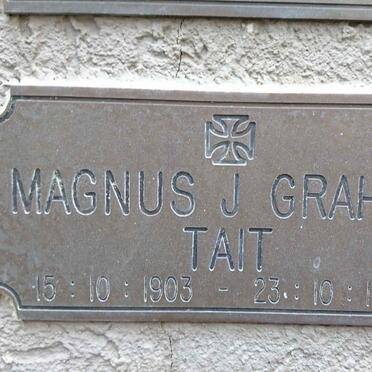 MAGNUS J GRAH
TAIT
15 : 10 : 1903 - 23 : 10 : 1